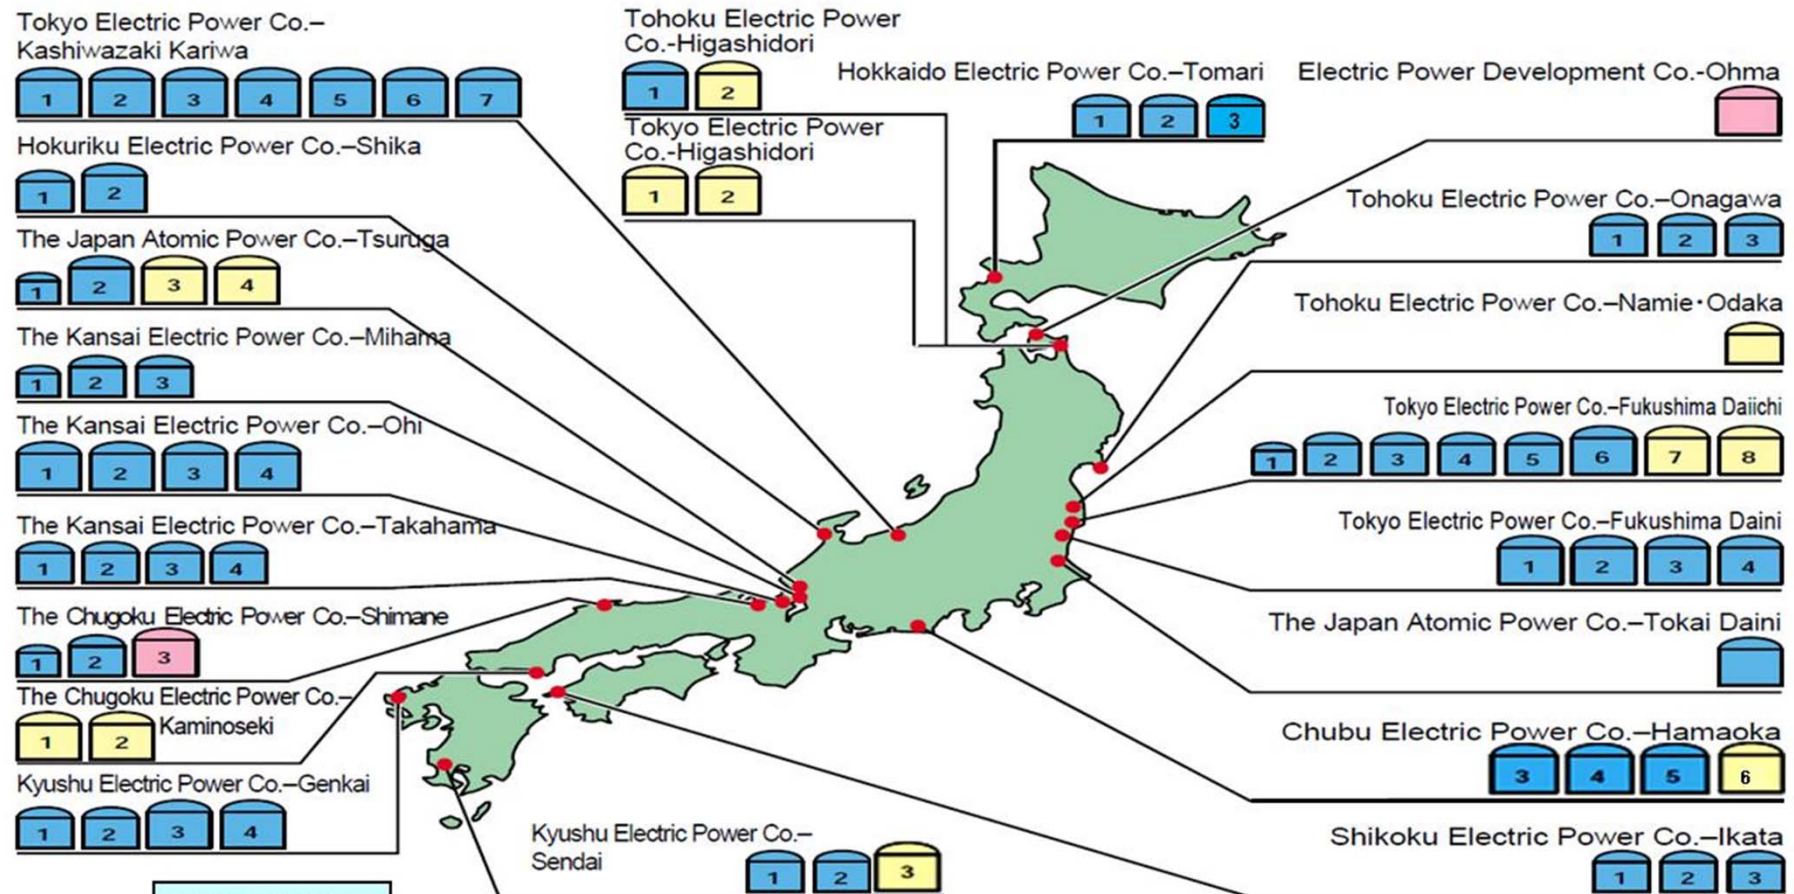 Tokyo Electric Power Co.–
Kashiwazaki Kariwa
1 2 3 4 5 6 7
Hokuriku Electric Power Co.–Shika
1 2
The Japan Atomic Power Co.–Tsuruga
1 2 3 4
The Kansai Electric Power Co.–Mihama
1 2 3
The Kansai Electric Power Co.–Ohi
1 2 3 4
The Kansai Electric Power Co.–Takahama
1 2 3 4
The Chugoku Electric Power Co.–Shimane
1 2 3
The Chugoku Electric Power Co.–
Kaminoseki
1 2
Kyushu Electric Power Co.–Genkai
1 2 3 4
Tohoku Electric Power
Co.-Higashidori
1 2
Tokyo Electric Power
Co.-Higashidori
1 2
Hokkaido Electric Power Co.–Tomari
1 2 3
Electric Power Development Co.-Ohma
Tohoku Electric Power Co.–Onagawa
1 2 3
Tohoku Electric Power Co.–Namie・Odaka
Tokyo Electric Power Co.–Fukushima Daiichi
1 2 3 4 5 6 7 8
Tokyo Electric Power Co.–Fukushima Daini
1 2 3 4
The Japan Atomic Power Co.–Tokai Daini
Chubu Electric Power Co.–Hamaoka
3 4 5 6
Shikoku Electric Power Co.–Ikata
1 2 3
Kyushu Electric Power Co.–
Sendai
1 2 3